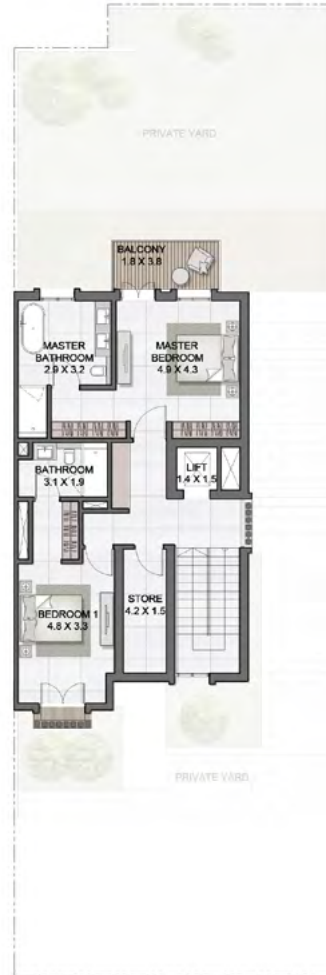 PRIVATE YARD
BALCONY
1.8 X 3.8
MASTER
BATHROOM
2.9 X 3.2
MASTER
BEDROOM
4.9 X 4.3
BATHROOM
3.1 X 1.9
LIFT
1.4 X 1.5
BEDROOM 1
4.8 X 3.3
STORE
4.2 X 1.5
PRIVATE YARD